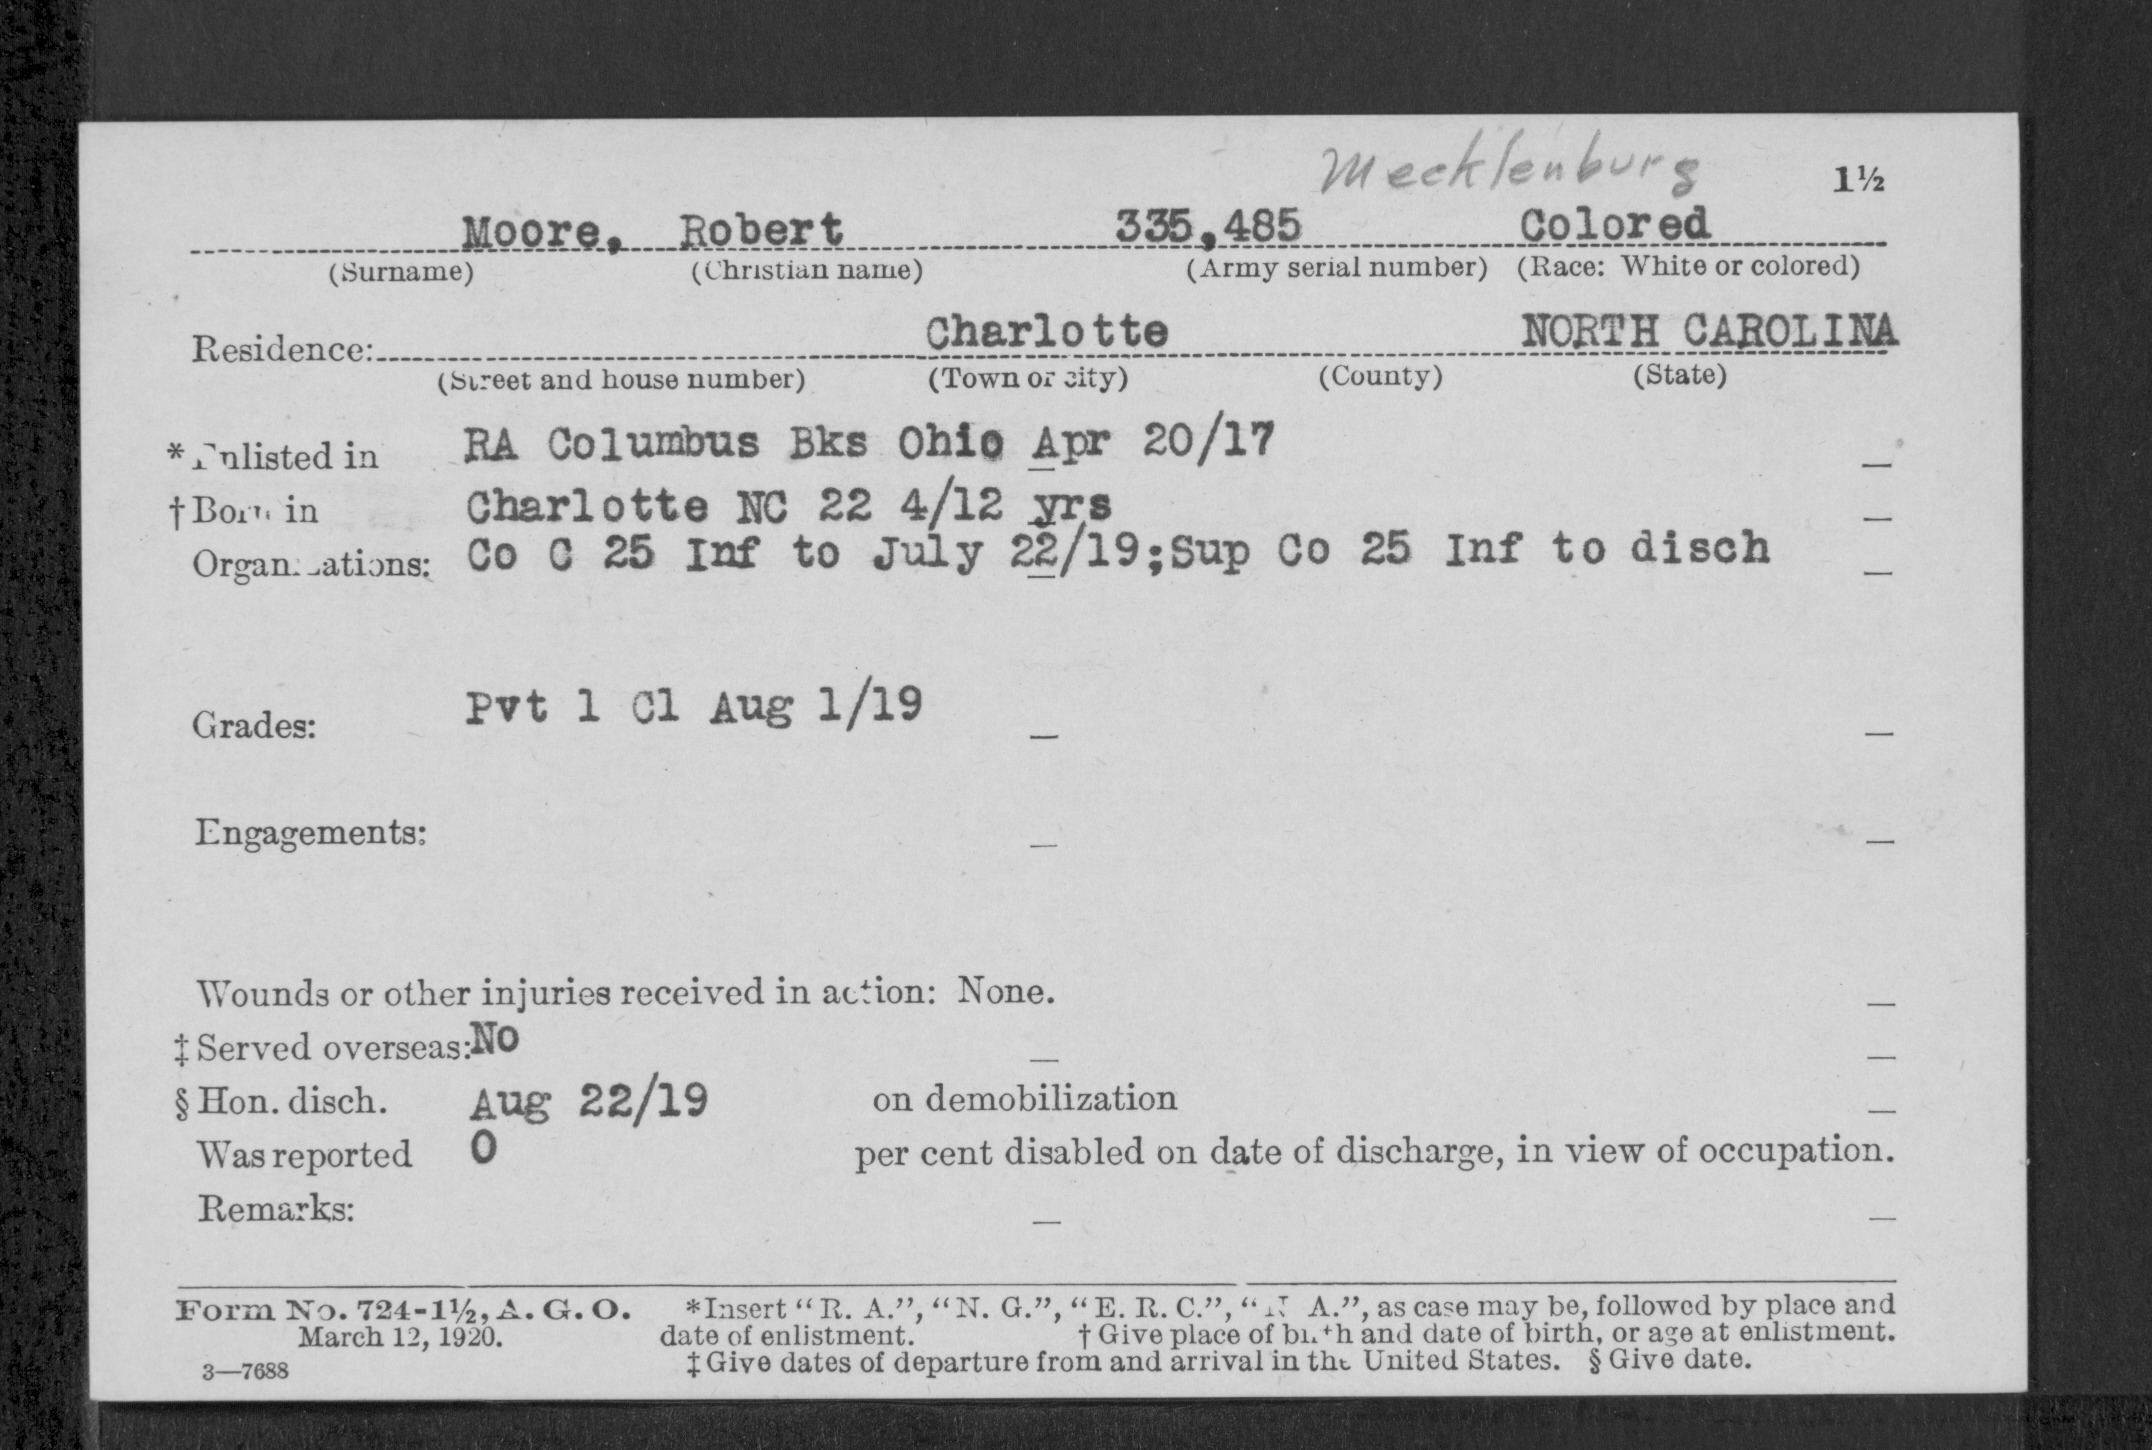 Mecklenburg 1½
Moore, Robert 335,485 Colored
(Surname) (Christian name) (Army serial number) (Race: White or colored)
Residence: Charlotte NORTH CAROLINA
(Street and house number) (Town or city) (County) (State)
* Enlisted in RA Columbus Bks Ohio Apr 20/17
† Born in Charlotte NC 22 4/12 yrs
Organizations: Co C 25 Inf to July 22/19;Sup Co 25 Inf to disch
Grades: Pvt 1 Cl Aug 1/19
Engagements:
Wounds or other injuries received in action: None.
‡ Served overseas: No
§ Hon. disch. Aug 22/19 on demobilization
Was reported 0 per cent disabled on date of discharge, in view of occupation.
Remarks:
Form No. 724-1½, A. G. O. *Insert "R. A.", "N. G.", "E. R. C.", "N A.", as case may be, followed by place and
March 12, 1920. date of enlistment. † Give place of birth and date of birth, or age at enlistment.
3—7688 ‡ Give dates of departure from and arrival in the United States. § Give date.